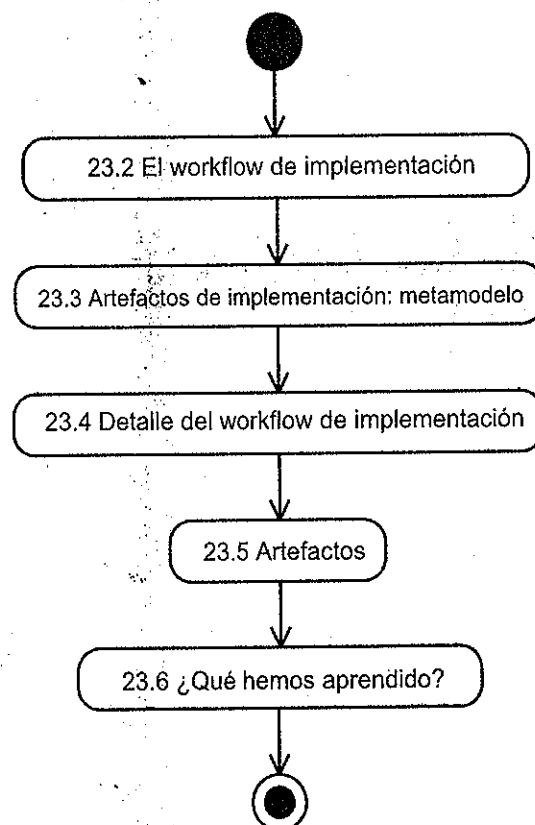 23.2 El workflow de implementación
23.3 Artefactos de implementación: metamodelo
23.4 Detalle del workflow de implementación
23.5 Artefactos
23.6 ¿Qué hemos aprendido?